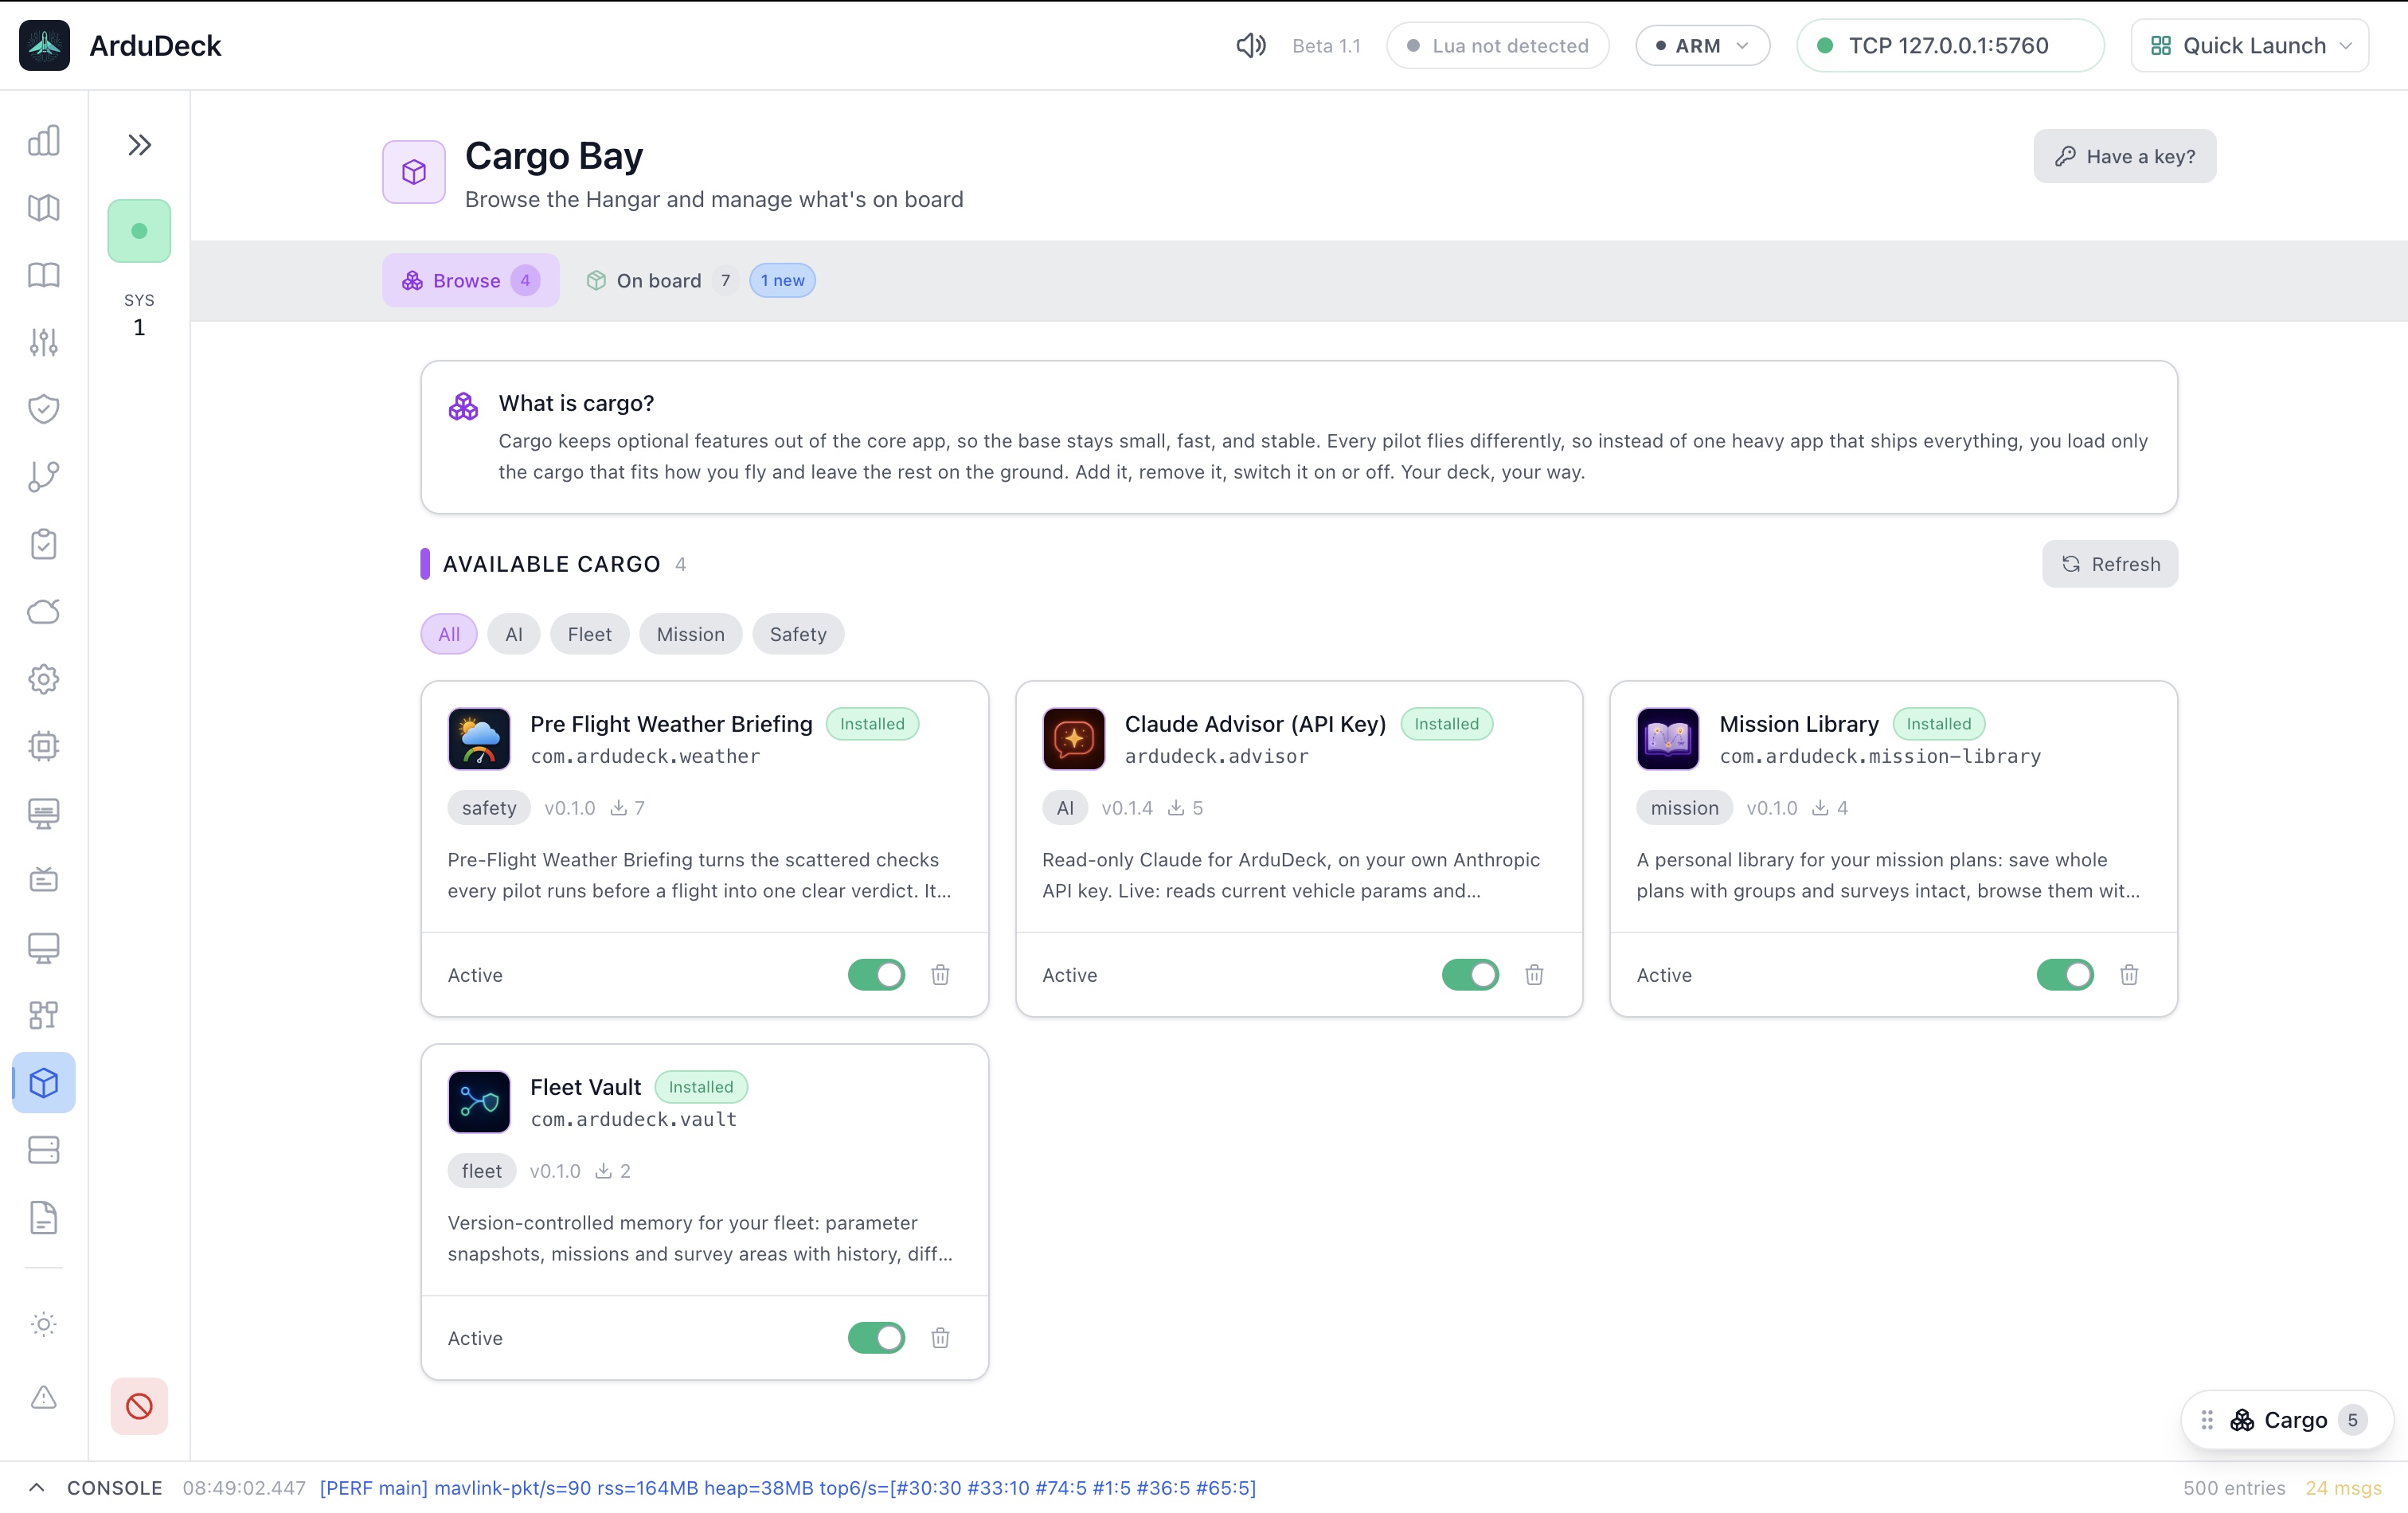 ArduDeck
Beta 1.1
Lua not detected
ARM
TCP 127.0.0.1:5760
Quick Launch
SYS
1
Cargo Bay
Browse the Hangar and manage what's on board
Have a key?
Browse 4
On board 7 1 new
What is cargo?
Cargo keeps optional features out of the core app, so the base stays small, fast, and stable. Every pilot flies differently, so instead of one heavy app that ships everything, you load only
the cargo that fits how you fly and leave the rest on the ground. Add it, remove it, switch it on or off. Your deck, your way.
AVAILABLE CARGO 4
Refresh
All AI Fleet Mission Safety
Pre Flight Weather Briefing Installed
com.ardudeck.weather
safety v0.1.0 7
Pre-Flight Weather Briefing turns the scattered checks
every pilot runs before a flight into one clear verdict. It...
Active
Claude Advisor (API Key) Installed
ardudeck.advisor
AI v0.1.4 5
Read-only Claude for ArduDeck, on your own Anthropic
API key. Live: reads current vehicle params and...
Active
Mission Library Installed
com.ardudeck.mission-library
mission v0.1.0 4
A personal library for your mission plans: save whole
plans with groups and surveys intact, browse them wit...
Active
Fleet Vault Installed
com.ardudeck.vault
fleet v0.1.0 2
Version-controlled memory for your fleet: parameter
snapshots, missions and survey areas with history, diff...
Active
Cargo 5
CONSOLE 08:49:02.447 [PERF main] mavlink-pkt/s=90 rss=164MB heap=38MB top6/s=[#30:30 #33:10 #74:5 #1:5 #36:5 #65:5]
500 entries 24 msgs